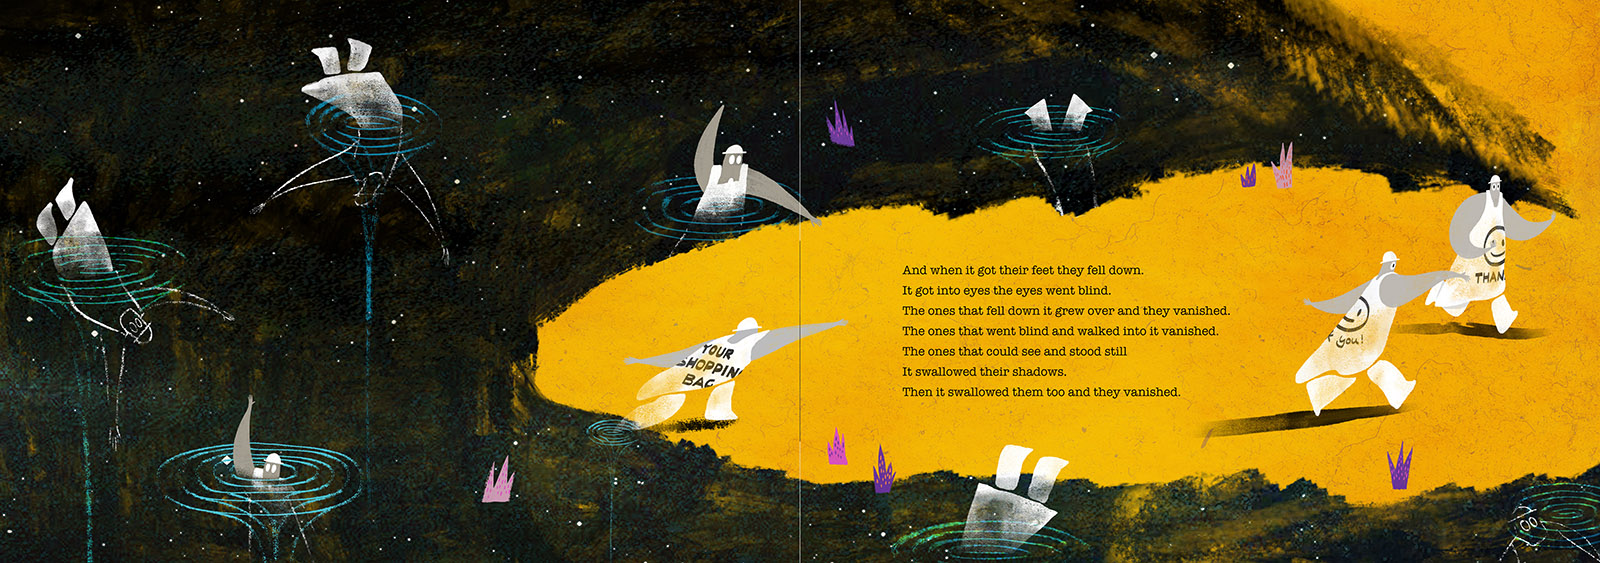 YOUR
SHOPPIN
BAG
And when it got their feet they fell down.
It got into eyes the eyes went blind.
The ones that fell down it grew over and they vanished.
The ones that went blind and walked into it vanished.
The ones that could see and stood still
It swallowed their shadows.
Then it swallowed them too and they vanished.
you!
THAN